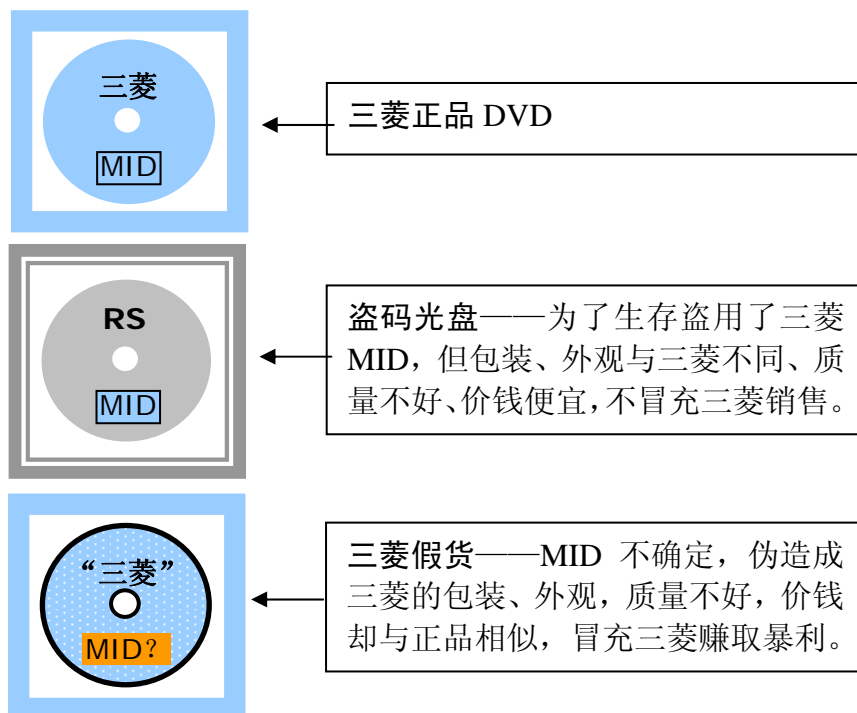 三菱
MID
三菱正品 DVD
RS
MID
盗码光盘——为了生存盗用了三菱
MID，但包装、外观与三菱不同、质
量不好、价钱便宜，不冒充三菱销售。
“三菱”
MID？
三菱假货——MID 不确定，伪造成
三菱的包装、外观，质量不好，价钱
却与正品相似，冒充三菱赚取暴利。